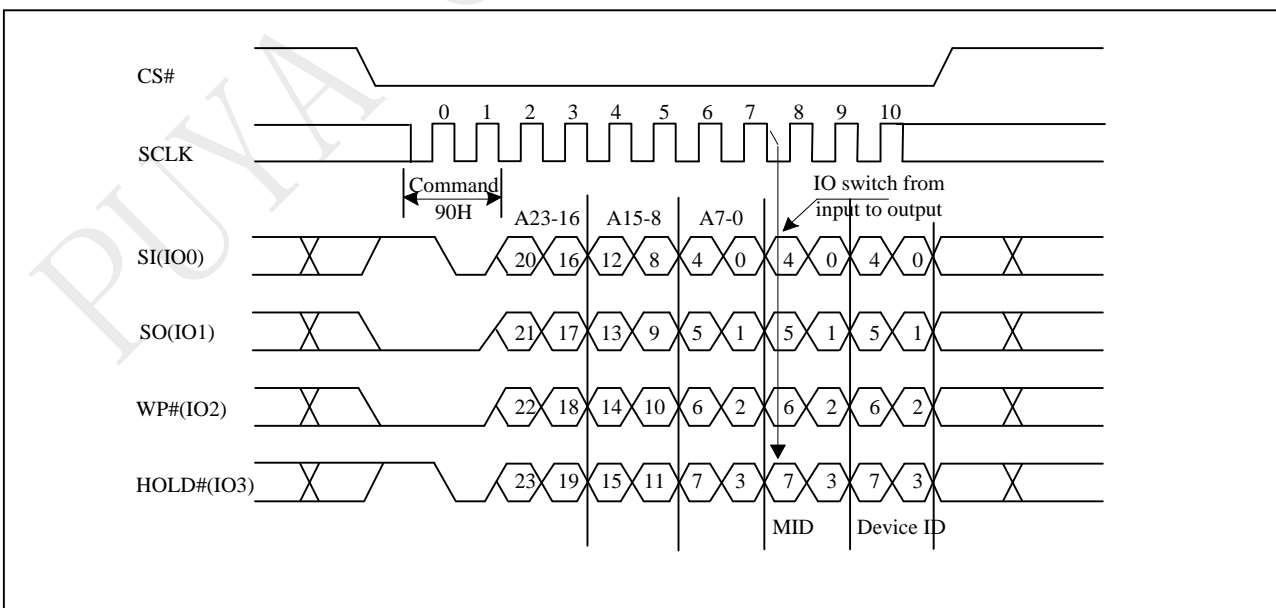 PUYA
CS#
0 1 2 3 4 5 6 7 8 9 10
SCLK
Command
90H
IO switch from
input to output
A23-16 A15-8 A7-0
SI(IO0) 20 16 12 8 4 0 4 0 4 0
SO(IO1) 21 17 13 9 5 1 5 1 5 1
WP#(IO2) 22 18 14 10 6 2 6 2 6 2
HOLD#(IO3) 23 19 15 11 7 3 7 3 7 3
MID Device ID